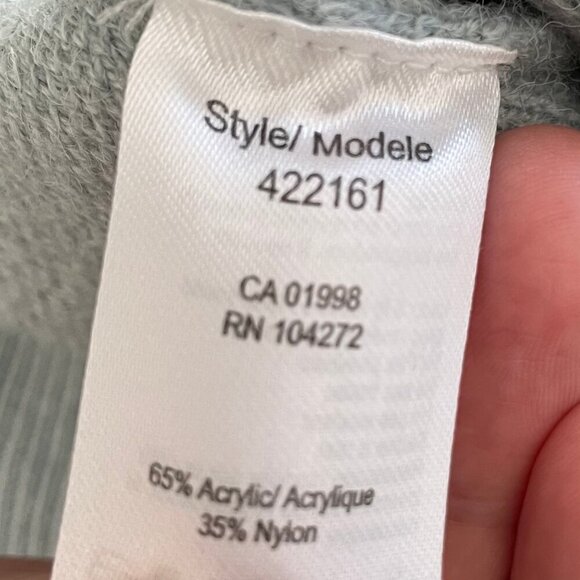 Style/ Modele
422161
CA 01998
RN 104272
65% Acrylic/ Acrylique
35% Nylon